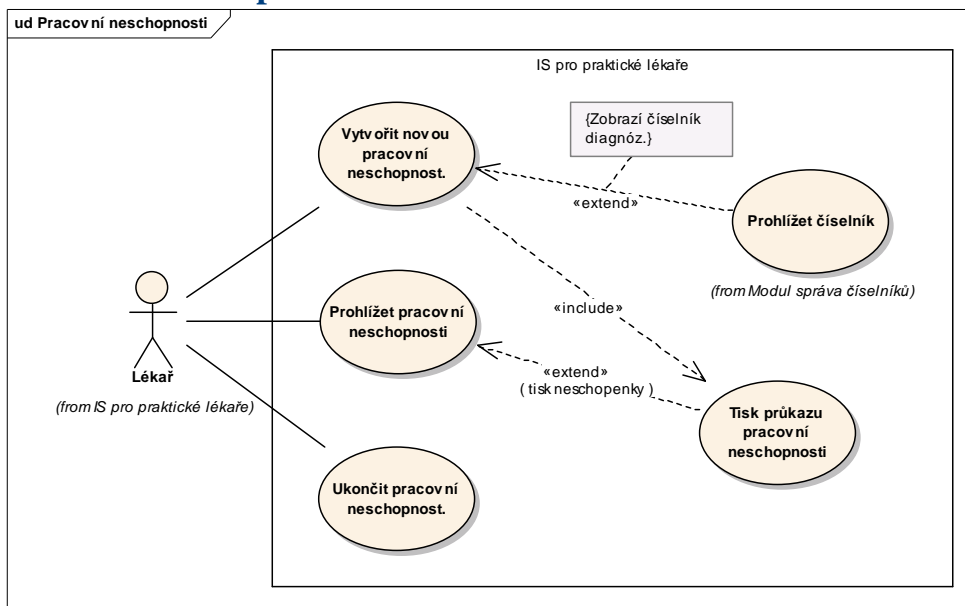 ud Pracovní neschopnosti
IS pro praktické lékaře
{Zobrazí číselník
diagnóz.}
Vytvořit novou
pracovní
neschopnost.
«extend»
Prohlížet číselník
(from Modul správa číselníků)
«include»
Prohlížet pracovní
neschopnosti
«extend»
( tisk neschopenky )
Lékař
(from IS pro praktické lékaře)
Tisk průkazu
pracovní
neschopnosti
Ukončit pracovní
neschopnost.